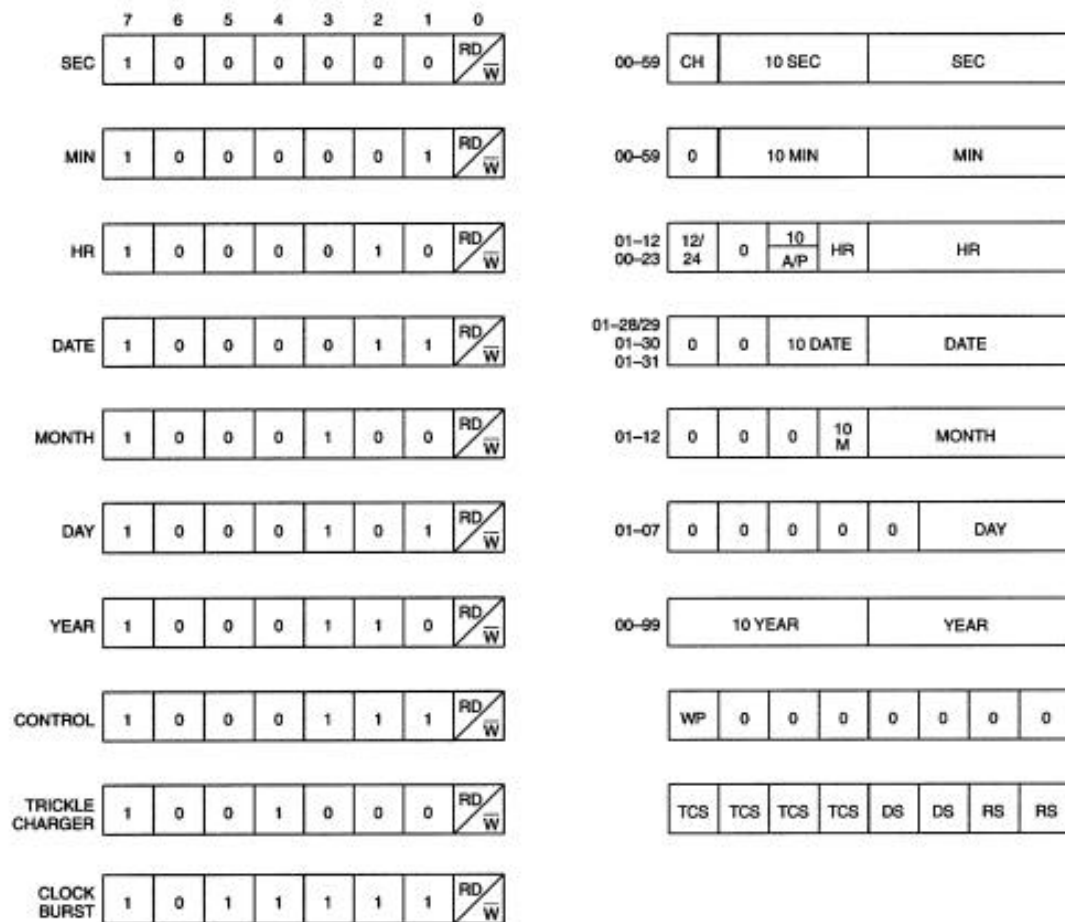 7 6 5 4 3 2 1 0
SEC 1 0 0 0 0 0 0 RD/W̅
00–59 CH 10 SEC SEC
MIN 1 0 0 0 0 0 1 RD/W̅
00–59 0 10 MIN MIN
HR 1 0 0 0 0 1 0 RD/W̅
01–12
00–23
12/
24
0
10
A/P
HR
HR
DATE 1 0 0 0 0 1 1 RD/W̅
01–28/29
01–30
01–31
0 0 10 DATE DATE
MONTH 1 0 0 0 1 0 0 RD/W̅
01–12 0 0 0
10
M
MONTH
DAY 1 0 0 0 1 0 1 RD/W̅
01–07 0 0 0 0 0 DAY
YEAR 1 0 0 0 1 1 0 RD/W̅
00–99 10 YEAR YEAR
CONTROL 1 0 0 0 1 1 1 RD/W̅
WP 0 0 0 0 0 0 0
TRICKLE
CHARGER
1 0 0 1 0 0 0 RD/W̅
TCS TCS TCS TCS DS DS RS RS
CLOCK
BURST
1 0 1 1 1 1 1 RD/W̅